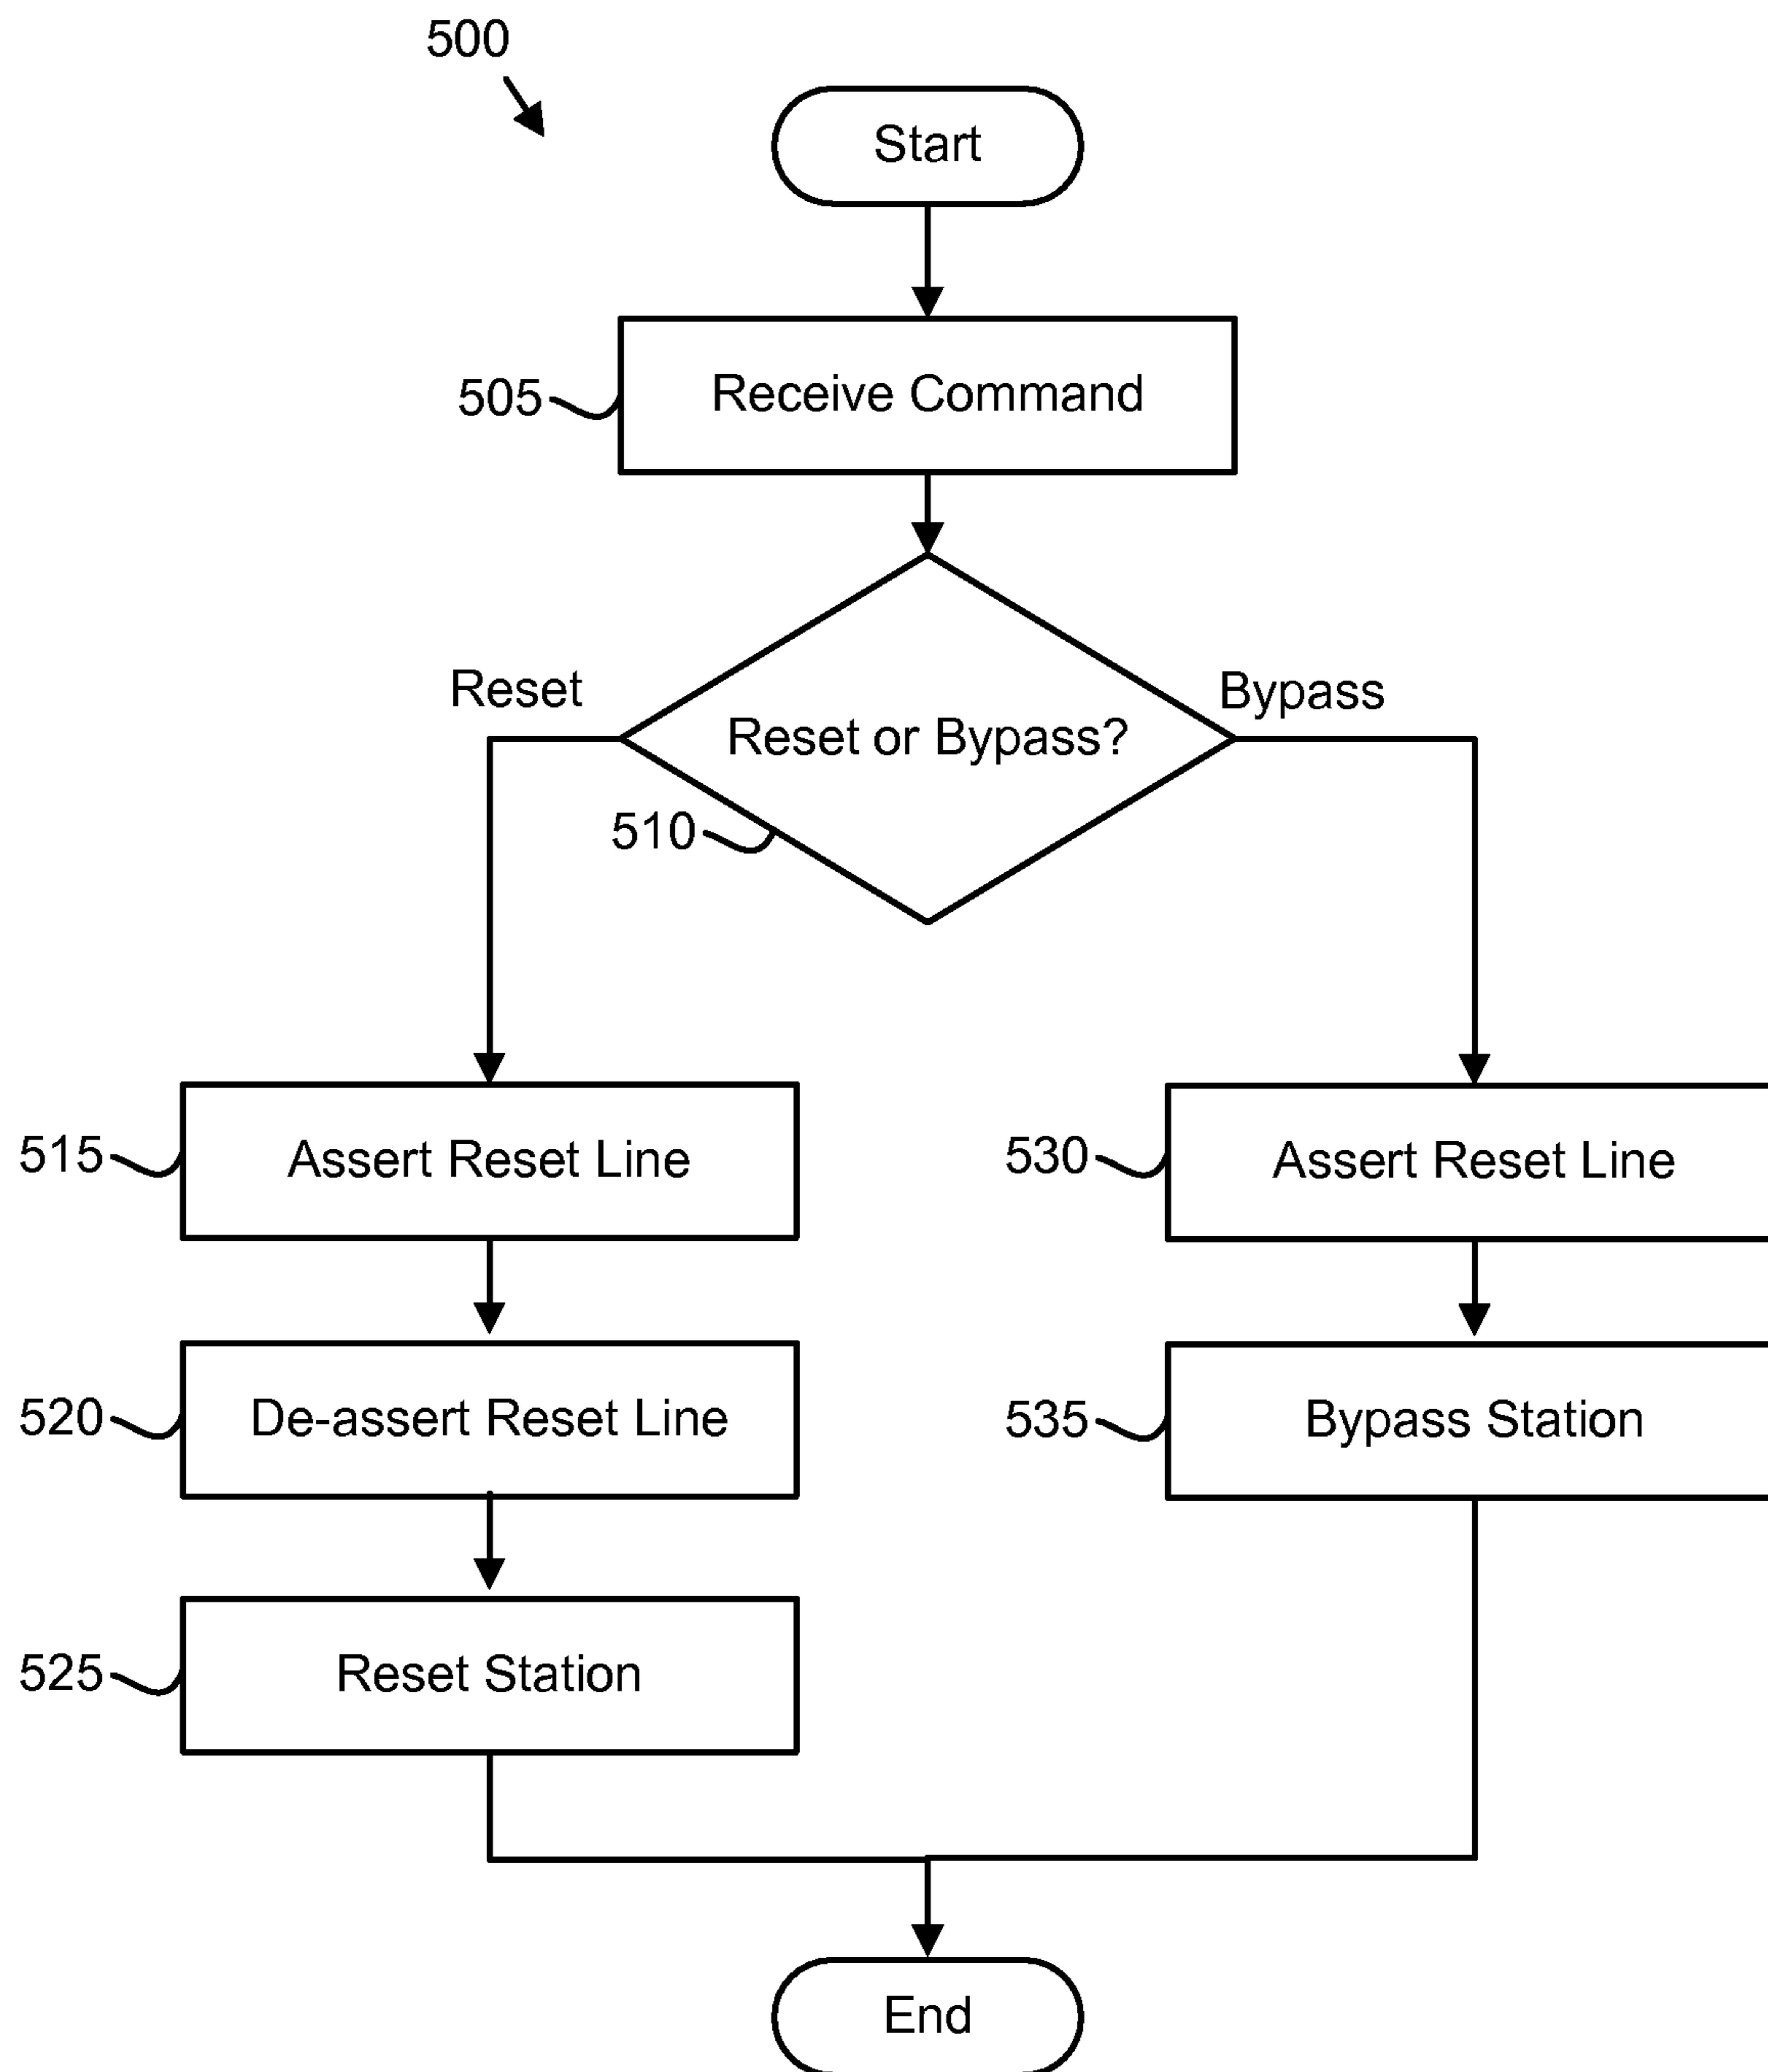 500
Start
505
Receive Command
Reset
Bypass
Reset or Bypass?
510
515
Assert Reset Line
530
Assert Reset Line
520
De-assert Reset Line
535
Bypass Station
525
Reset Station
End